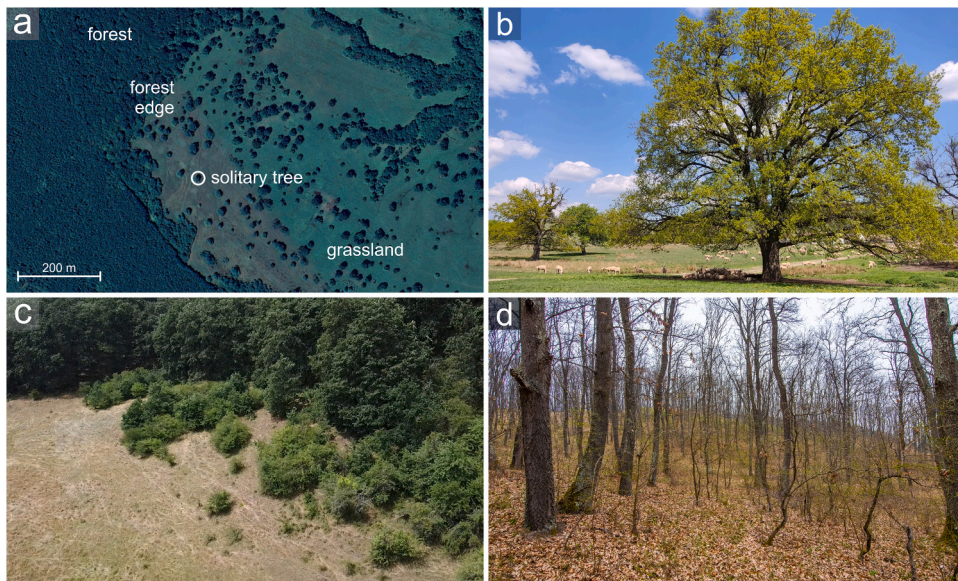 a
forest
forest
edge
solitary tree
grassland
200 m
b
c
d